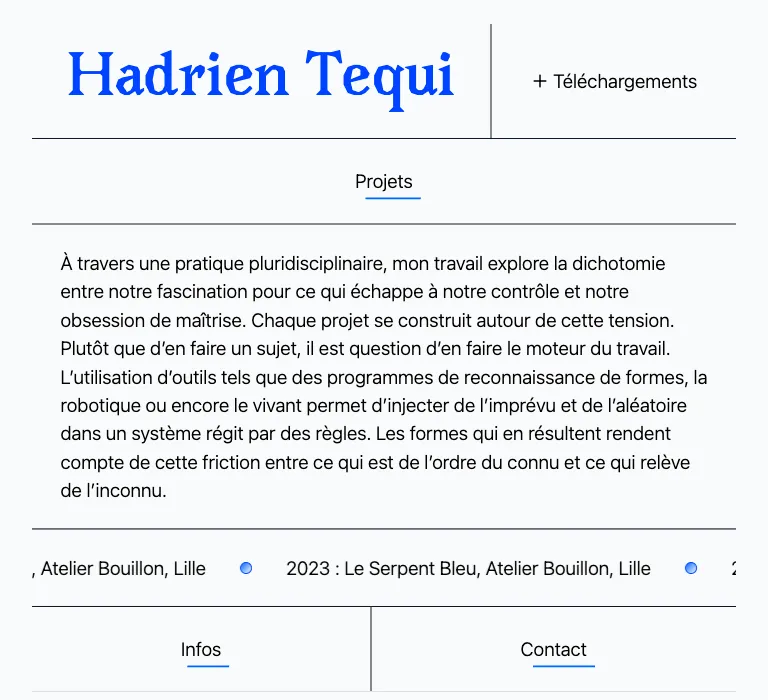 Hadrien Tequi
+ Téléchargements
Projets
À travers une pratique pluridisciplinaire, mon travail explore la dichotomie
entre notre fascination pour ce qui échappe à notre contrôle et notre
obsession de maîtrise. Chaque projet se construit autour de cette tension.
Plutôt que d’en faire un sujet, il est question d’en faire le moteur du travail.
L’utilisation d’outils tels que des programmes de reconnaissance de formes, la
robotique ou encore le vivant permet d’injecter de l’imprévu et de l’aléatoire
dans un système régit par des règles. Les formes qui en résultent rendent
compte de cette friction entre ce qui est de l’ordre du connu et ce qui relève
de l’inconnu.
, Atelier Bouillon, Lille 2023 : Le Serpent Bleu, Atelier Bouillon, Lille
Infos Contact